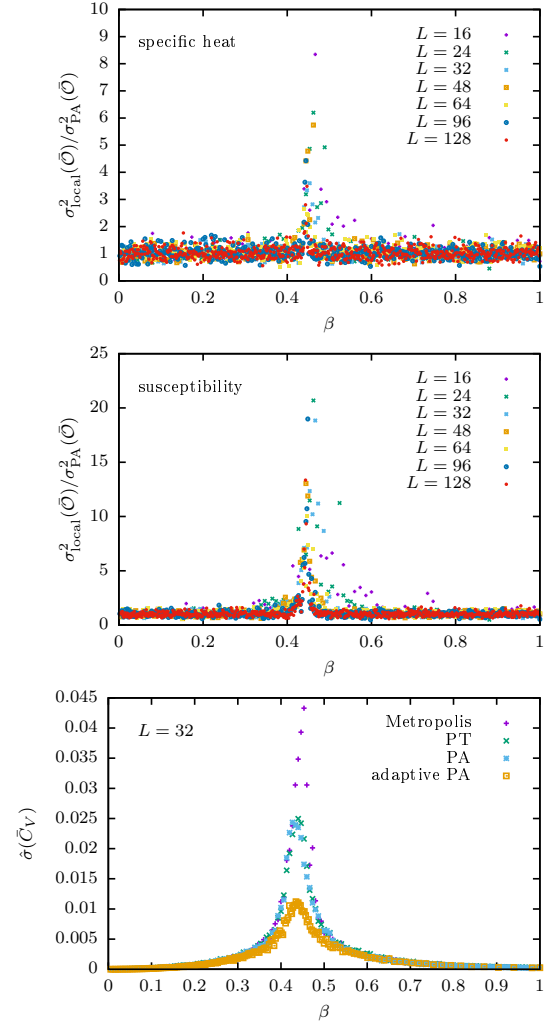 10
9
8
7
6
5
4
3
2
1
0
0
0.2
0.4
0.6
0.8
1
σ²local(Ō)/σ²PA(Ō)
β
specific heat
L = 16
L = 24
L = 32
L = 48
L = 64
L = 96
L = 128
25
20
15
10
5
0
0
0.2
0.4
0.6
0.8
1
σ²local(Ō)/σ²PA(Ō)
β
susceptibility
L = 16
L = 24
L = 32
L = 48
L = 64
L = 96
L = 128
0.045
0.04
0.035
0.03
0.025
0.02
0.015
0.01
0.005
0
0
0.1
0.2
0.3
0.4
0.5
0.6
0.7
0.8
0.9
1
σ̂(C̄V)
β
L = 32
Metropolis
PT
PA
adaptive PA